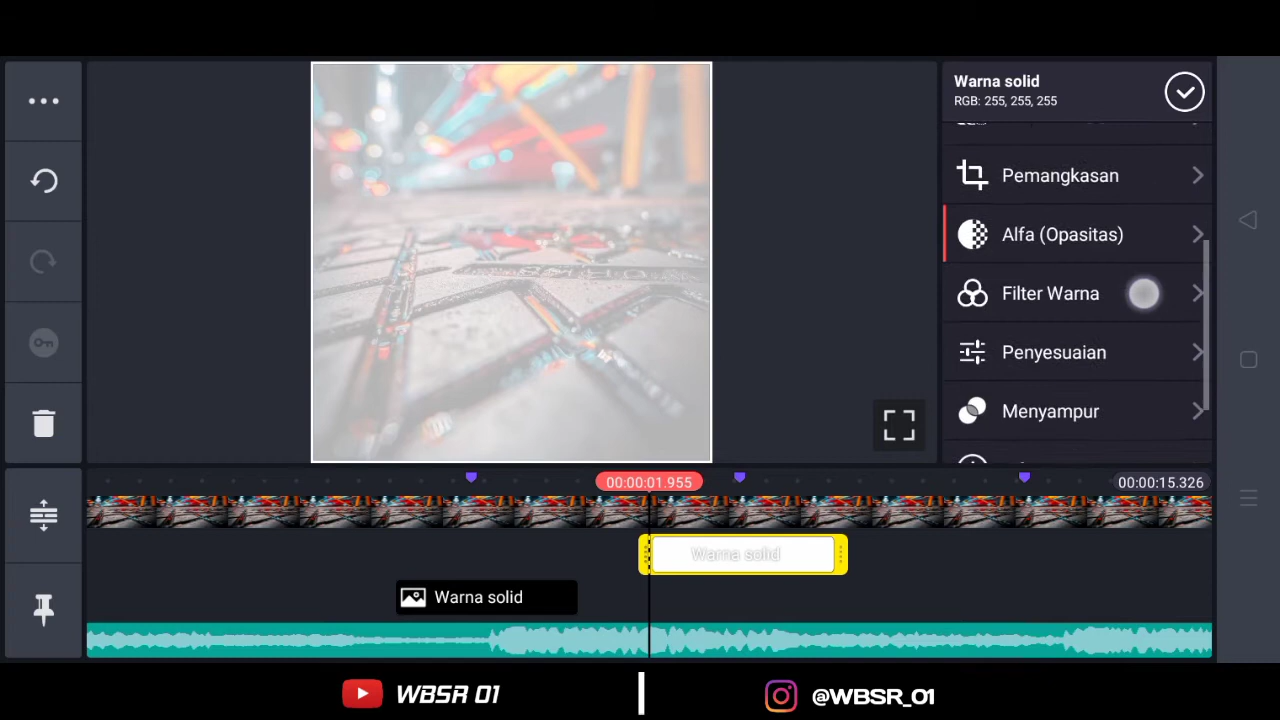 Warna solid
RGB: 255, 255, 255
Pemangkasan
Alfa (Opasitas)
Filter Warna
Penyesuaian
Menyampur
00:00:01.955
00:00:15.326
Warna solid
Warna solid
WBSR 01
@WBSR_01